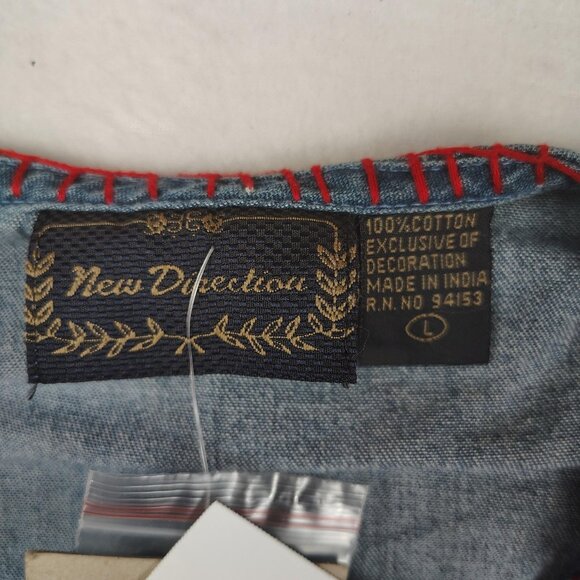 New Direction
100% COTTON
EXCLUSIVE OF
DECORATION
MADE IN INDIA
R.N. NO 94153
L